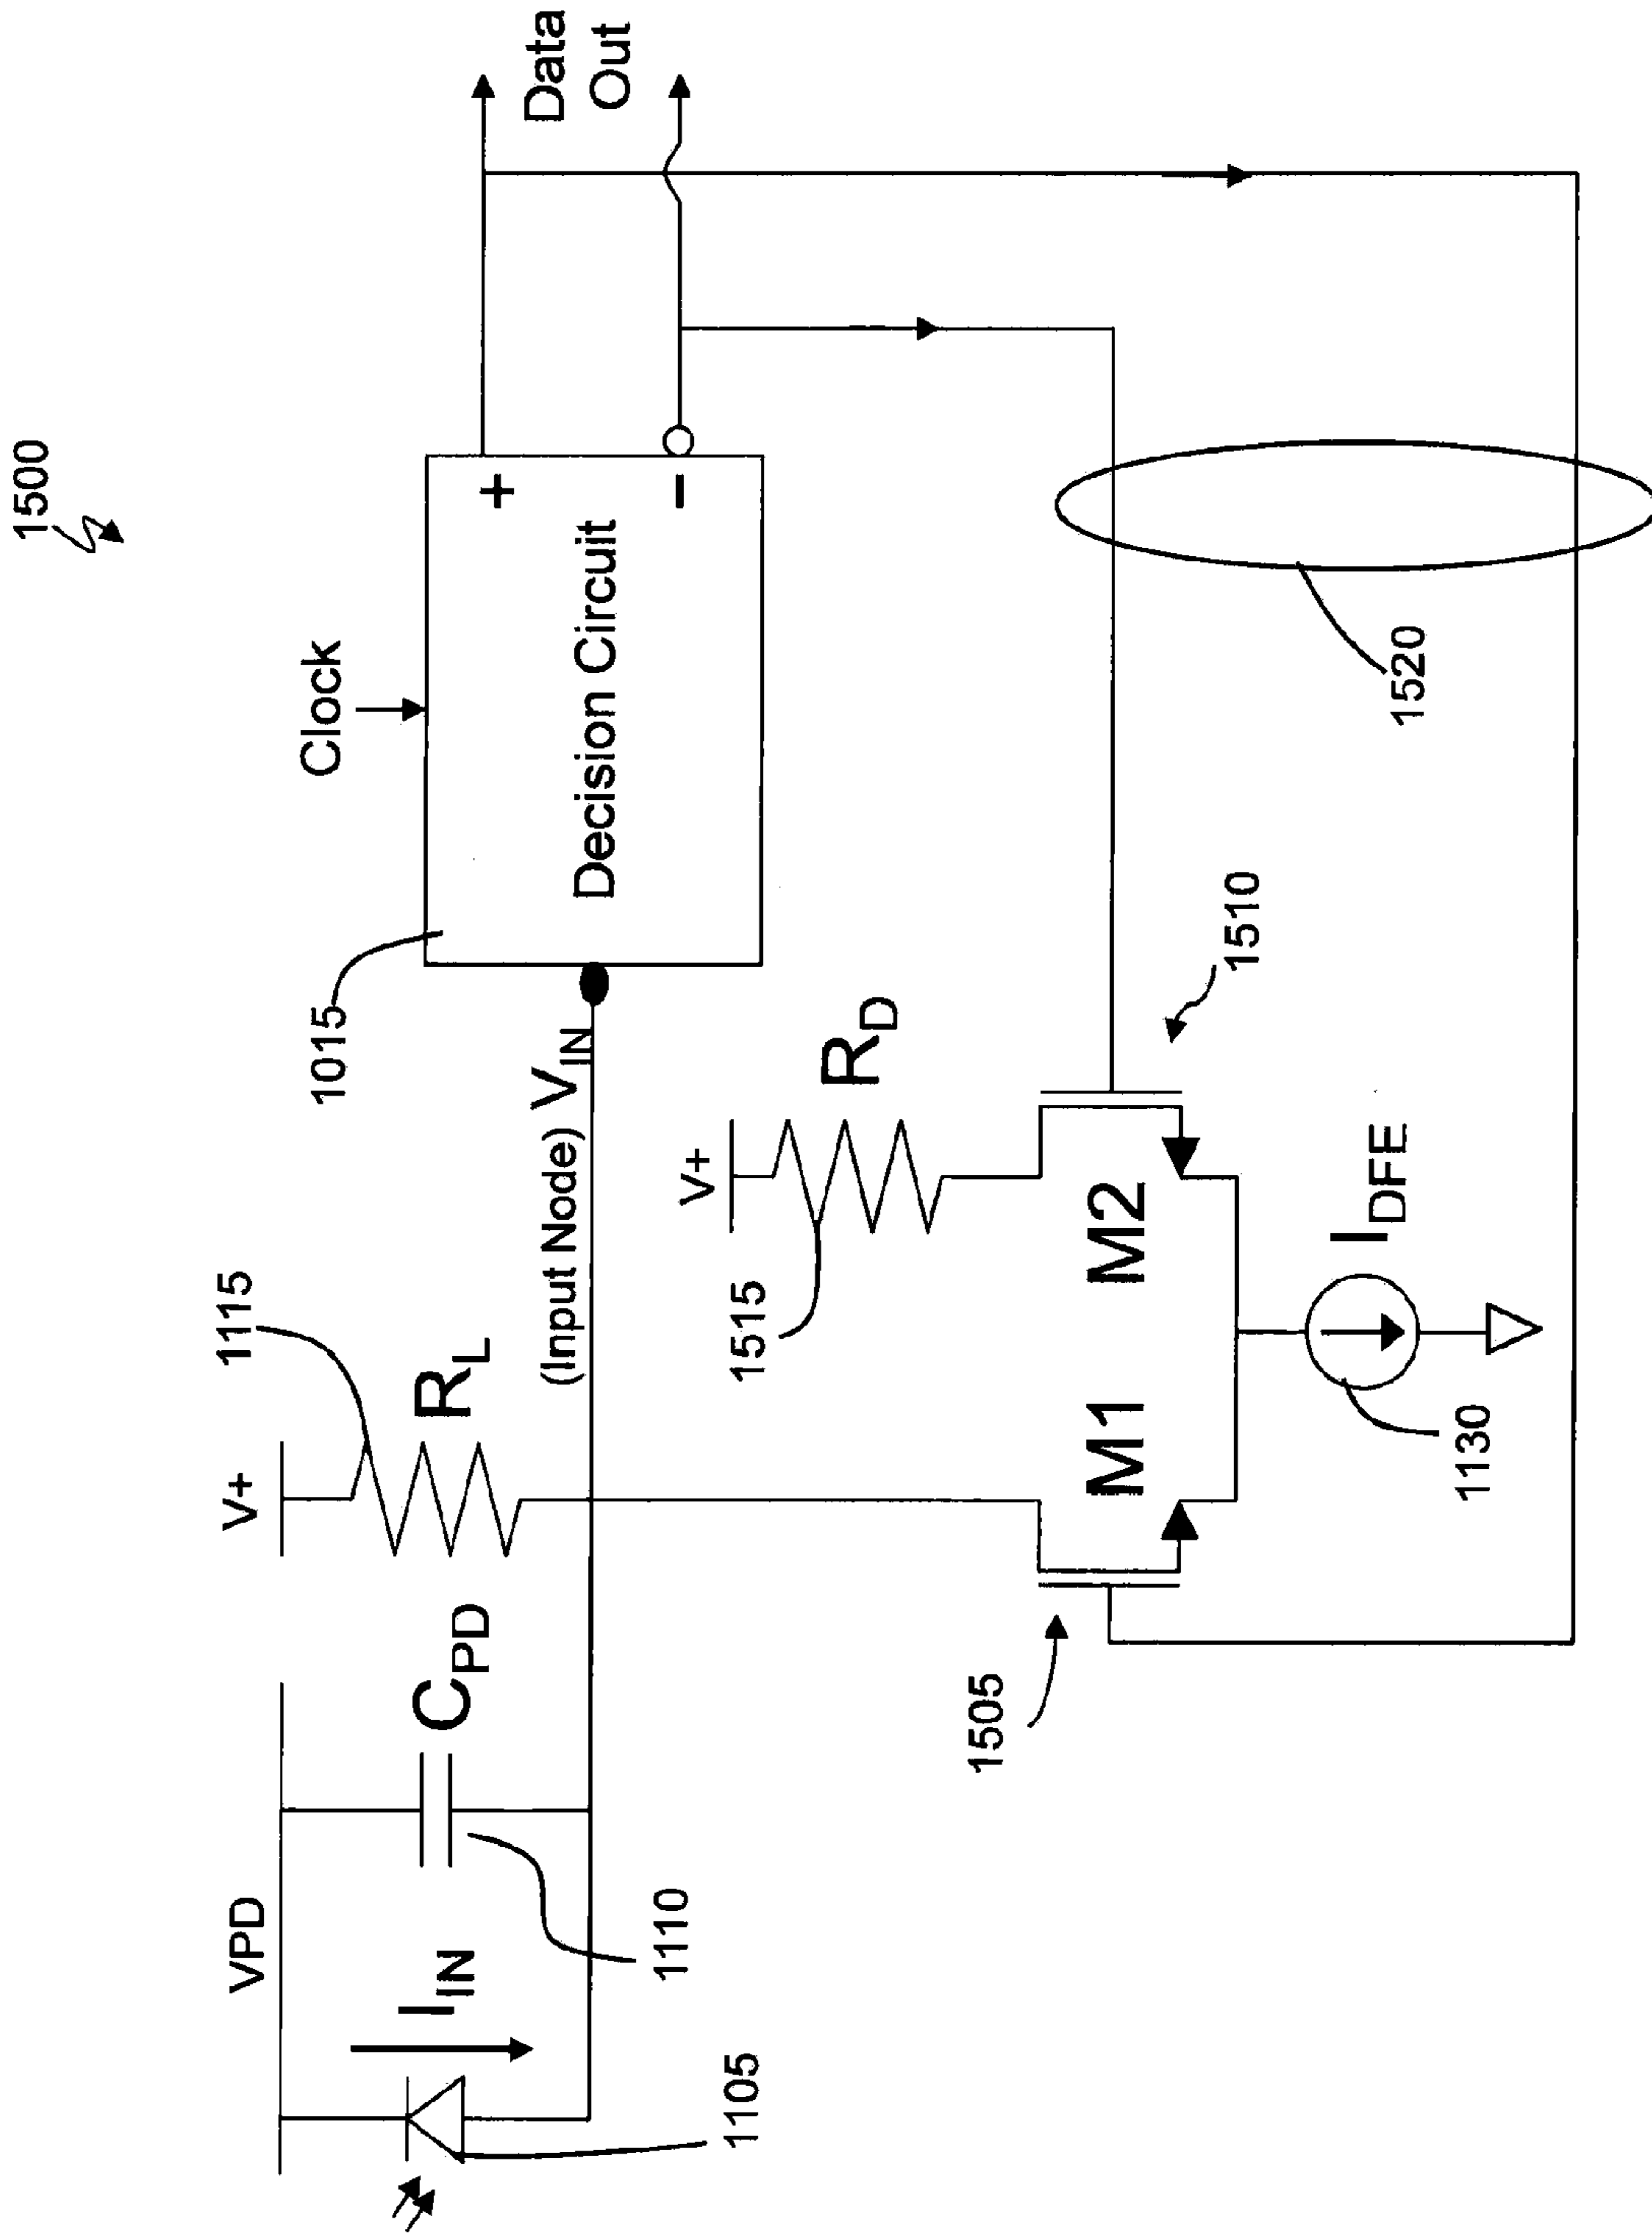 1500
Clock
Data
Out
1015
Decision Circuit
+
−
VPD
I_IN
C_PD
V+
R_L
1115
(Input Node) V_IN
1105
1110
V+
R_D
1515
1510
M1
M2
1505
I_DFE
1130
1520